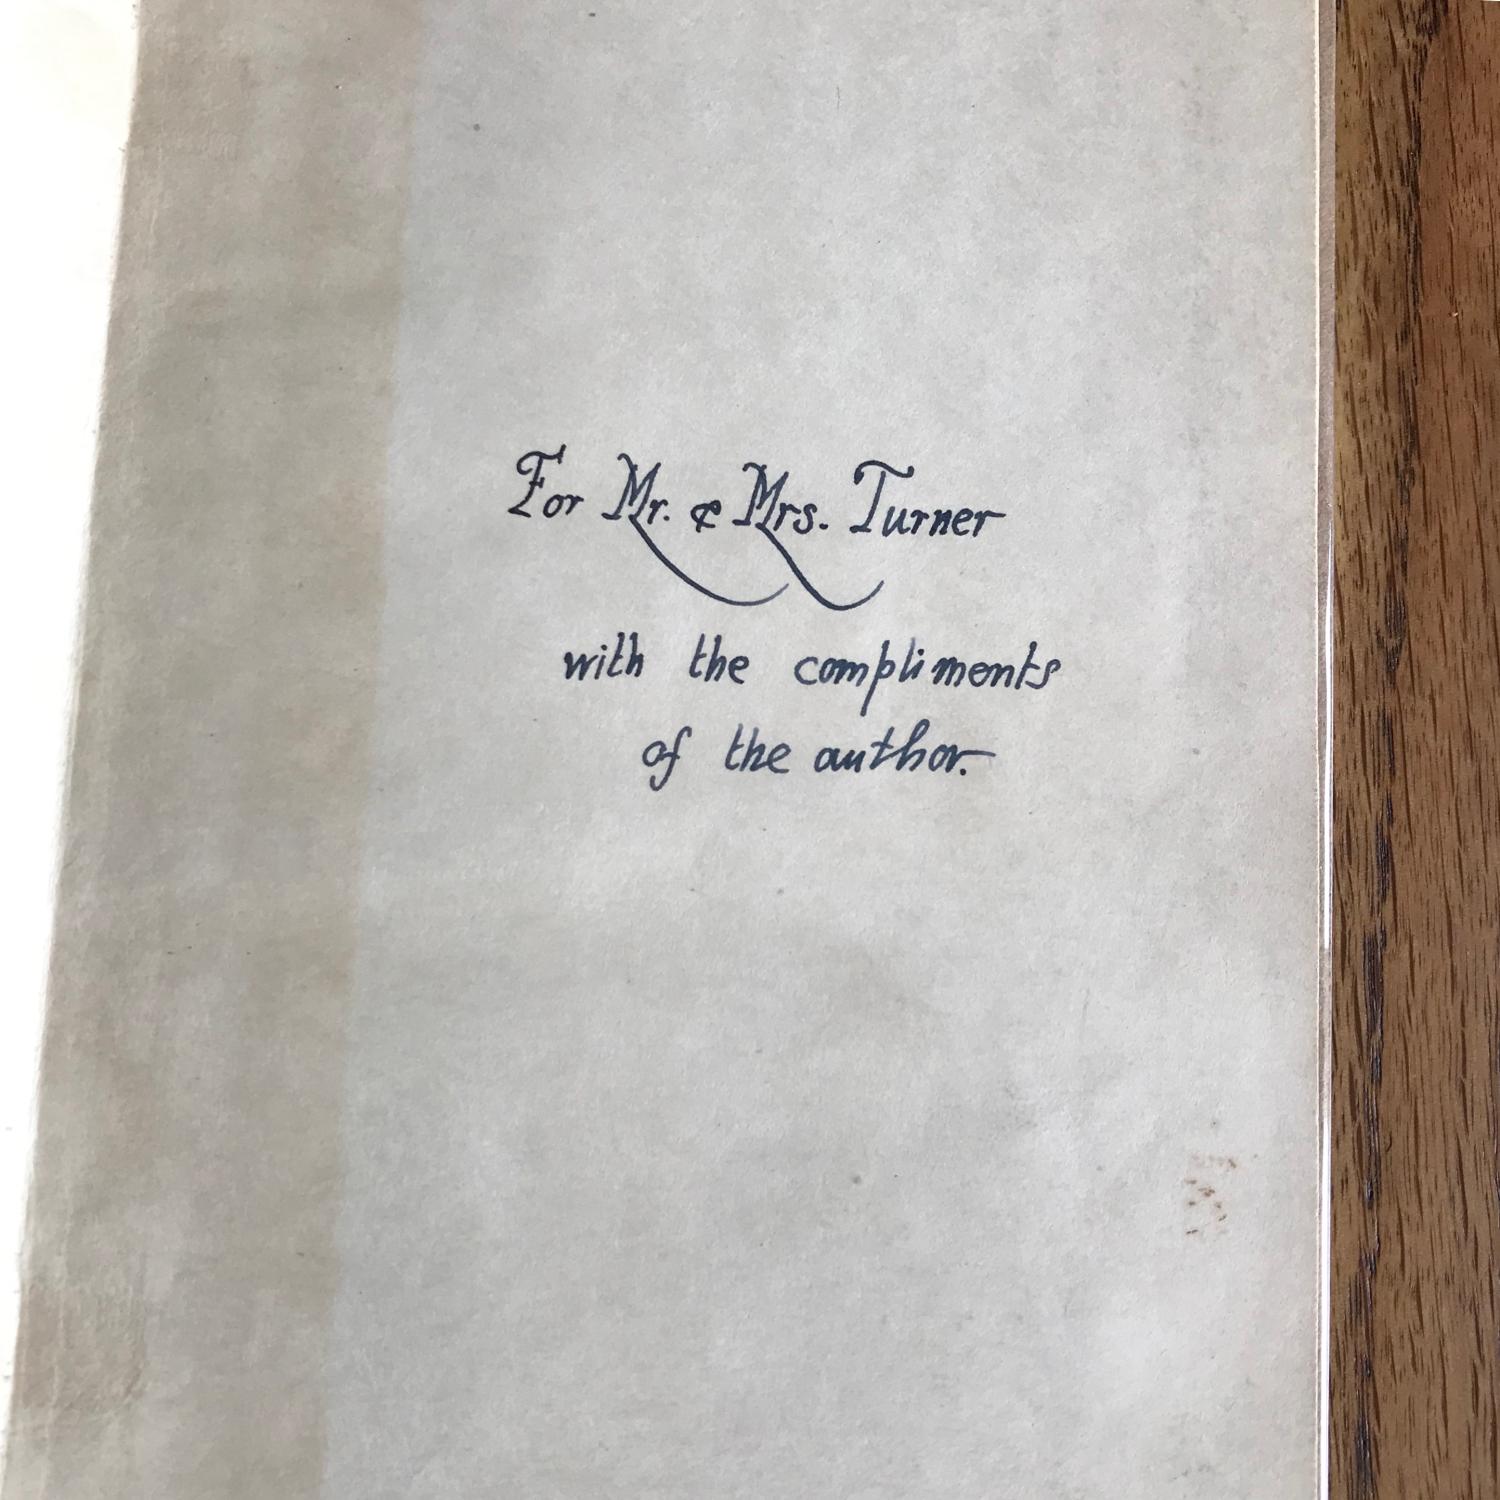 For Mr. & Mrs. Turner
with the compliments
of the author.